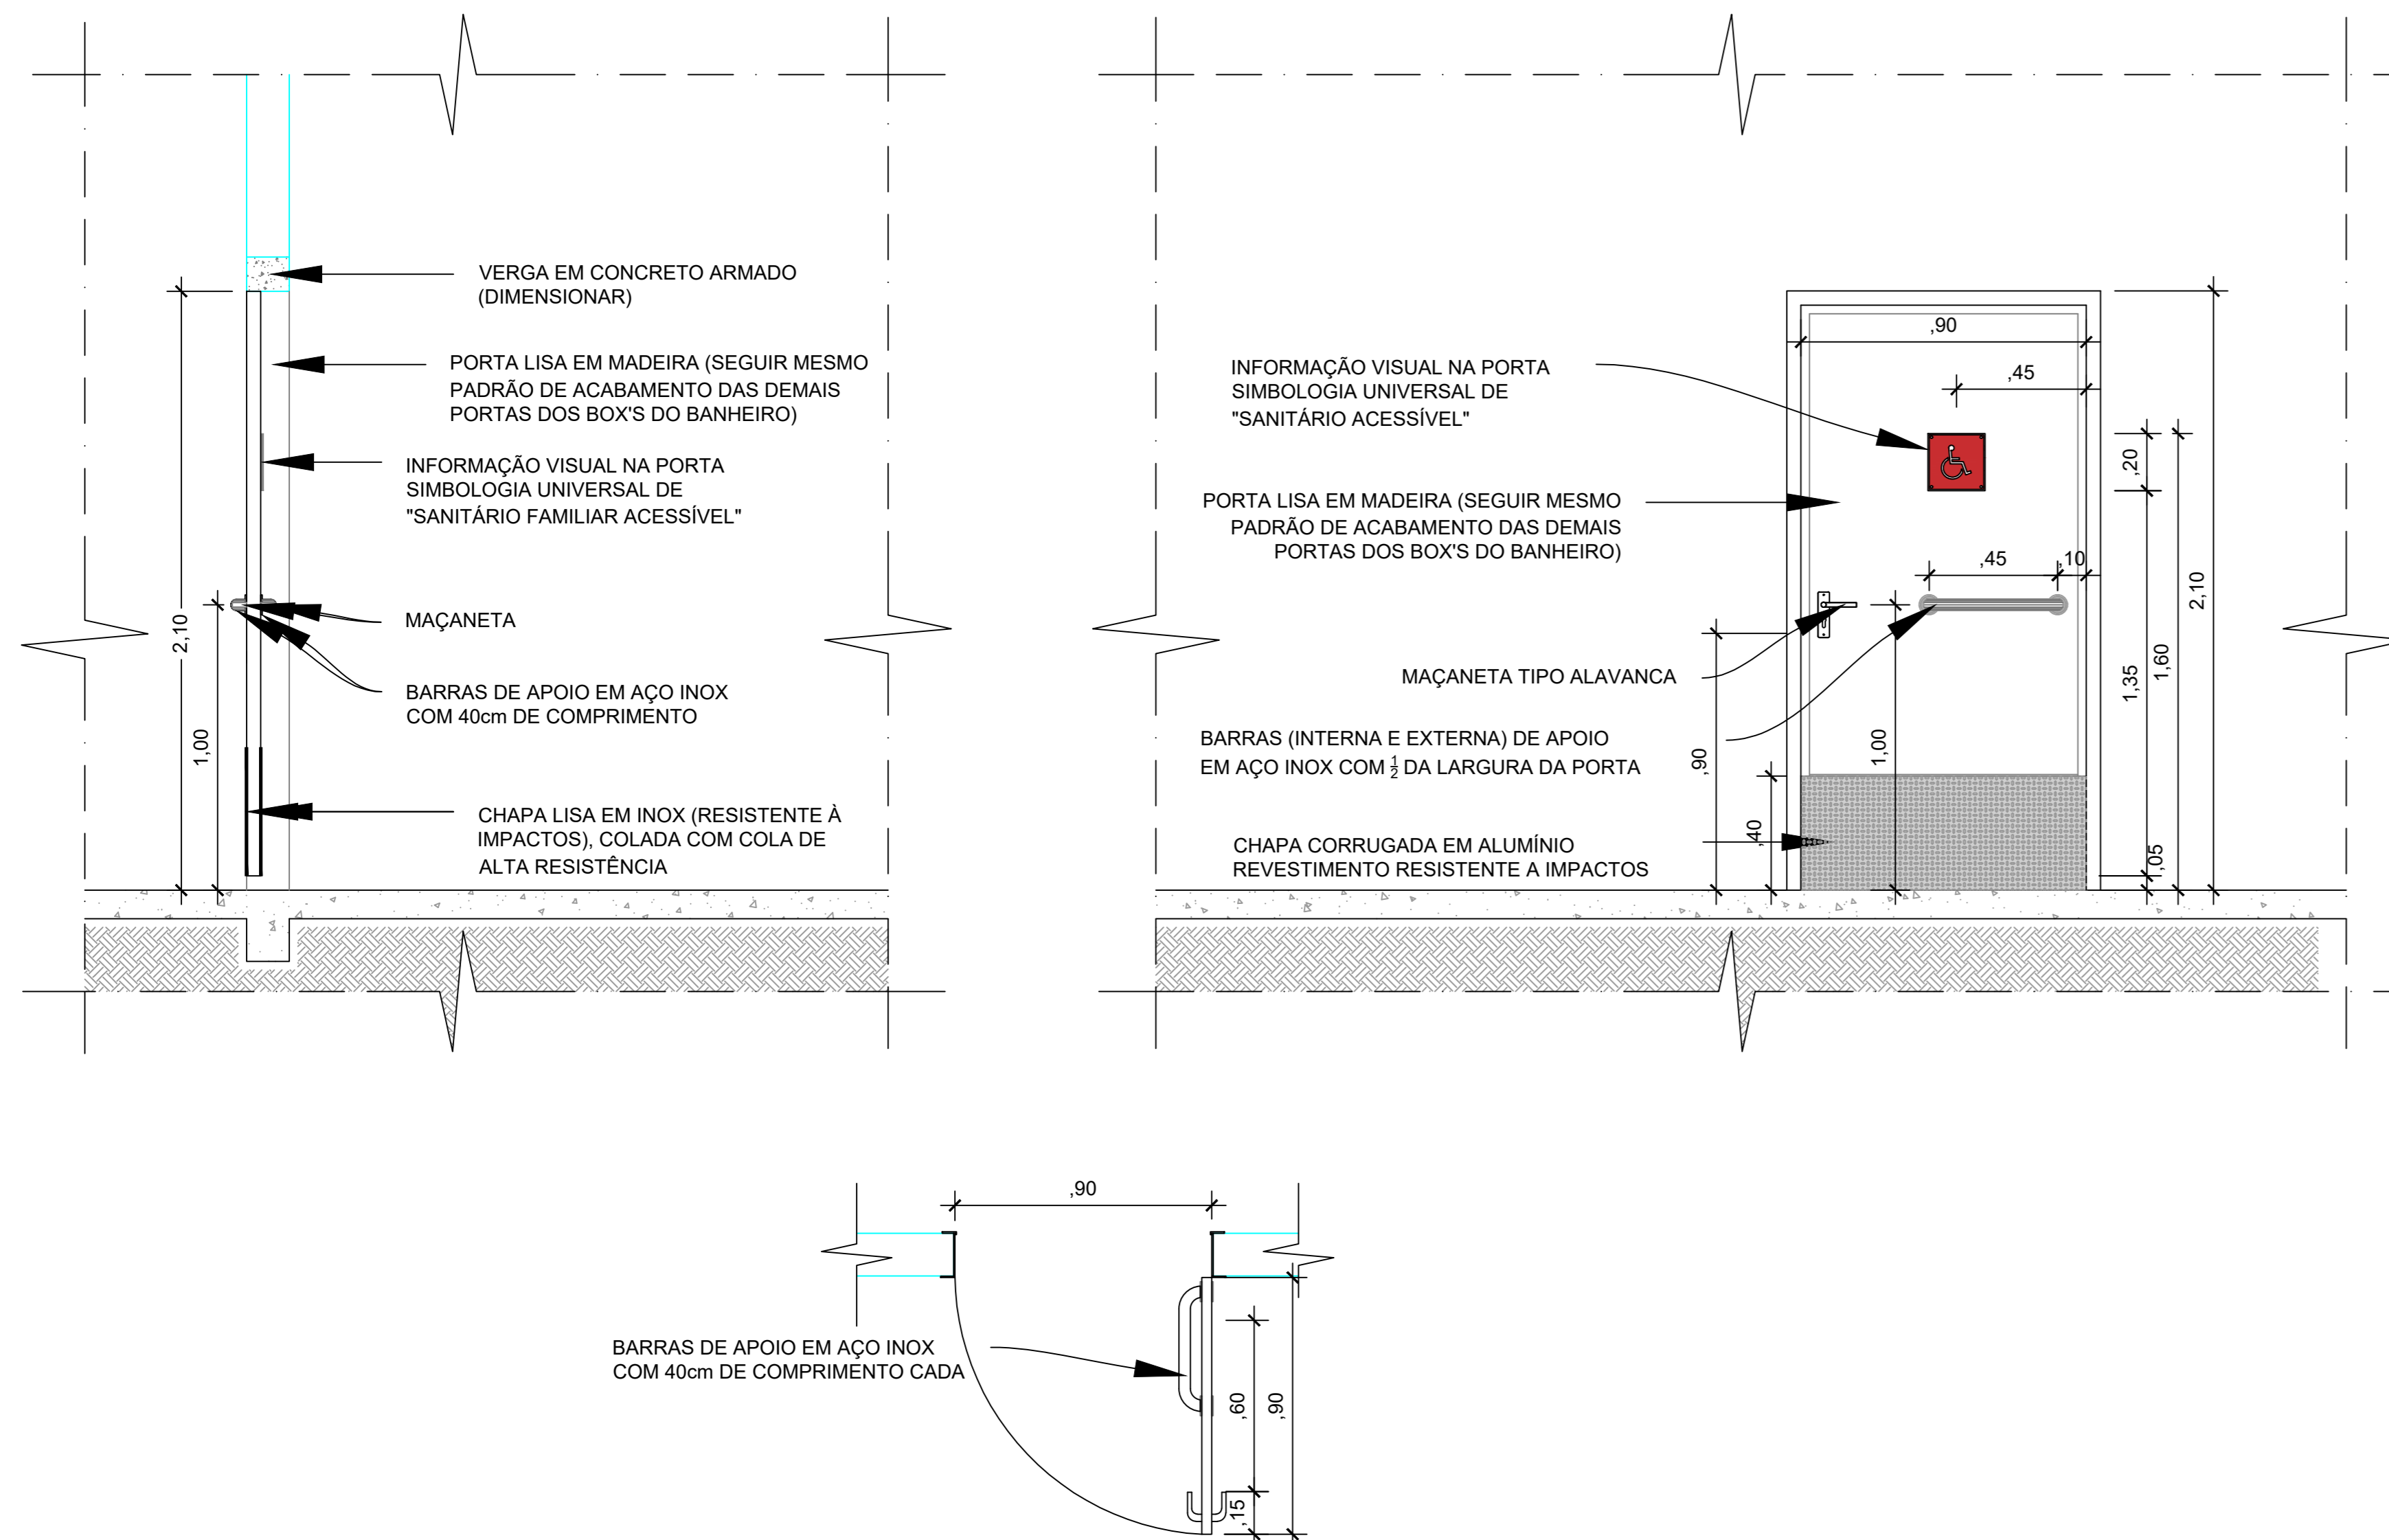 VERGA EM CONCRETO ARMADO
(DIMENSIONAR)
PORTA LISA EM MADEIRA (SEGUIR MESMO
PADRÃO DE ACABAMENTO DAS DEMAIS
PORTAS DOS BOX'S DO BANHEIRO)
INFORMAÇÃO VISUAL NA PORTA
SIMBOLOGIA UNIVERSAL DE
"SANITÁRIO FAMILIAR ACESSÍVEL"
MAÇANETA
BARRAS DE APOIO EM AÇO INOX
COM 40cm DE COMPRIMENTO
CHAPA LISA EM INOX (RESISTENTE À
IMPACTOS), COLADA COM COLA DE
ALTA RESISTÊNCIA
2,10
1,00
INFORMAÇÃO VISUAL NA PORTA
SIMBOLOGIA UNIVERSAL DE
"SANITÁRIO ACESSÍVEL"
PORTA LISA EM MADEIRA (SEGUIR MESMO
PADRÃO DE ACABAMENTO DAS DEMAIS
PORTAS DOS BOX'S DO BANHEIRO)
MAÇANETA TIPO ALAVANCA
BARRAS (INTERNA E EXTERNA) DE APOIO
EM AÇO INOX COM 1/2 DA LARGURA DA PORTA
CHAPA CORRUGADA EM ALUMÍNIO
REVESTIMENTO RESISTENTE A IMPACTOS
,90
,45
,45
,10
,90
,40
1,00
,20
1,35
,05
1,60
2,10
,90
BARRAS DE APOIO EM AÇO INOX
COM 40cm DE COMPRIMENTO CADA
,60
,90
,15